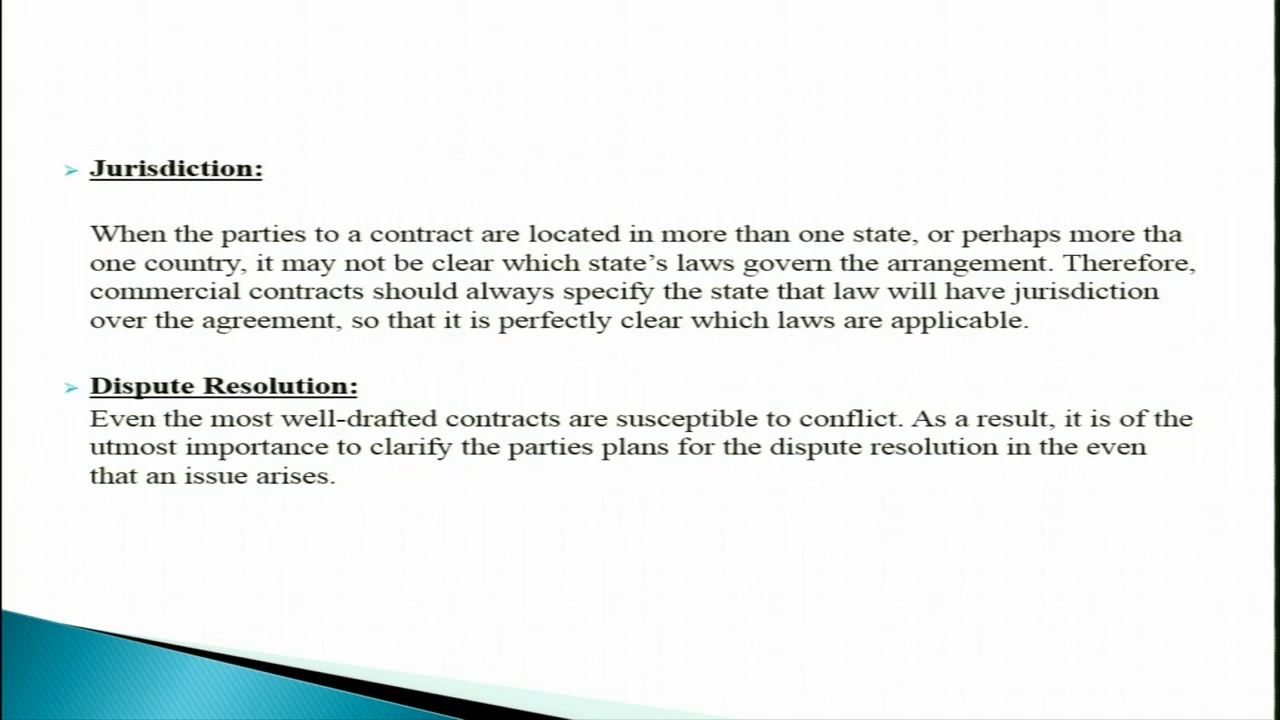 Jurisdiction:
When the parties to a contract are located in more than one state, or perhaps more tha
one country, it may not be clear which state's laws govern the arrangement. Therefore,
commercial contracts should always specify the state that law will have jurisdiction
over the agreement, so that it is perfectly clear which laws are applicable.
Dispute Resolution:
Even the most well-drafted contracts are susceptible to conflict. As a result, it is of the
utmost importance to clarify the parties plans for the dispute resolution in the even
that an issue arises.